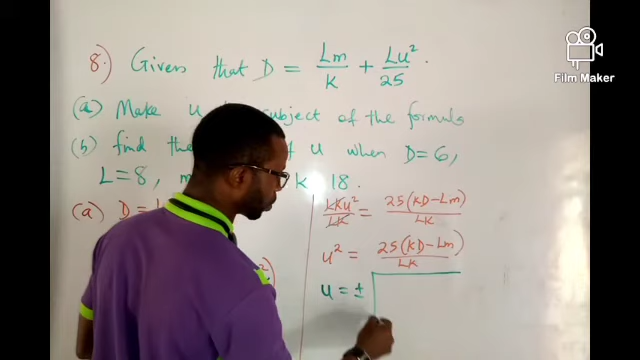 8.) Given that D = Lm/k + Lu²/25.
(a) Make u subject of the formula
(b) find the u when D=6,
L=8, k 18.
(a) D =
LKu²/LK = 25(kD-Lm)/Lk
u² = 25(kD-Lm)/Lk
u = ±
Film Maker